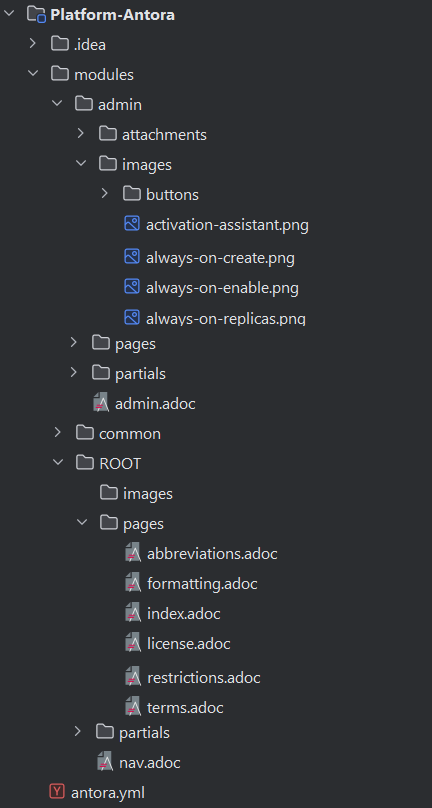 Platform-Antora
.idea
modules
admin
attachments
images
buttons
activation-assistant.png
always-on-create.png
always-on-enable.png
always-on-replicas.png
pages
partials
admin.adoc
common
ROOT
images
pages
abbreviations.adoc
formatting.adoc
index.adoc
license.adoc
restrictions.adoc
terms.adoc
partials
nav.adoc
antora.yml